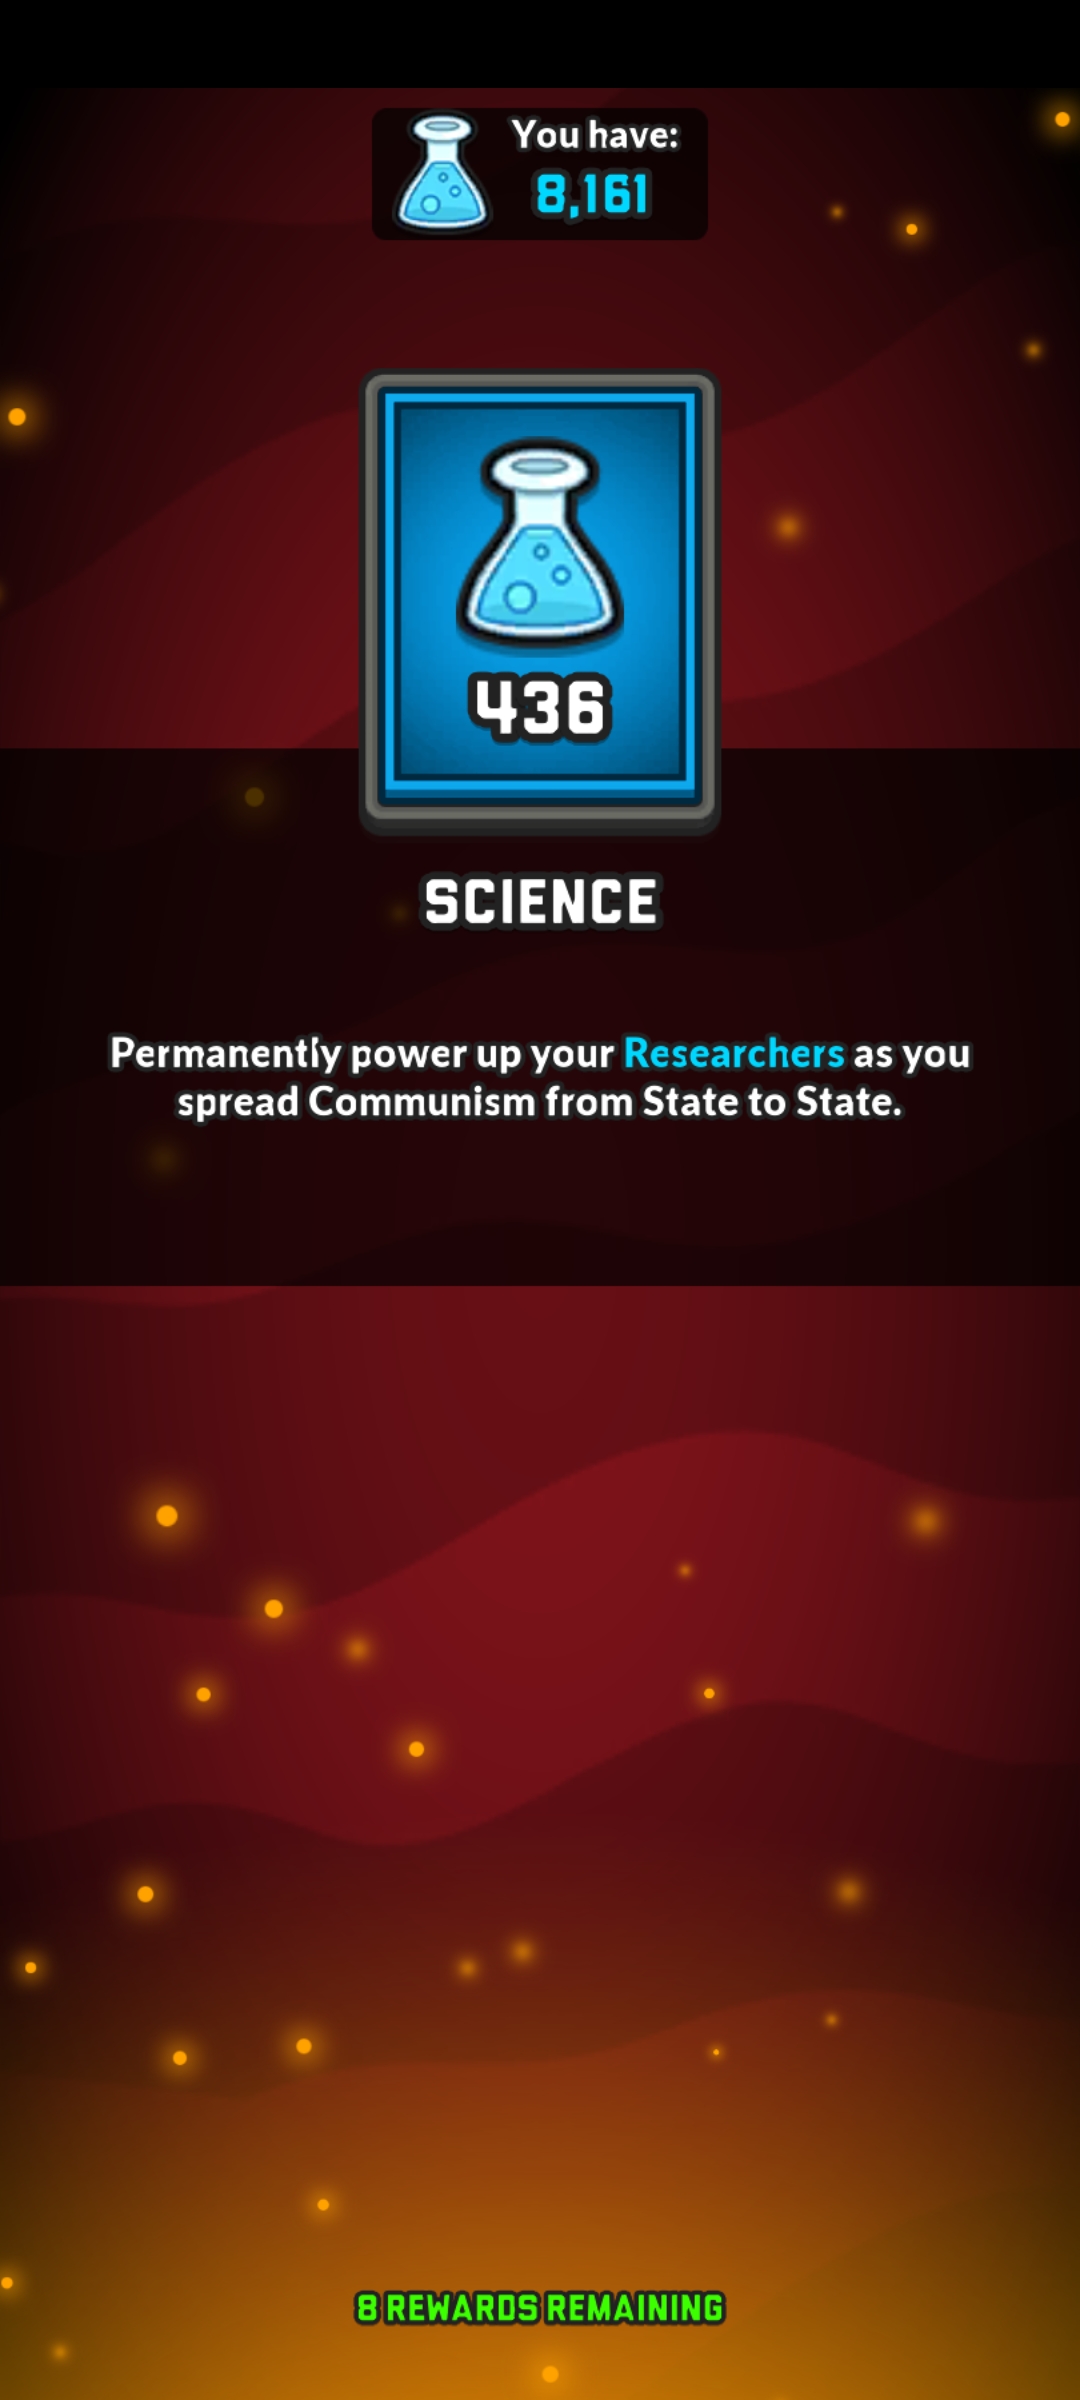 You have:
8,161
436
SCIENCE
Permanently power up your Researchers as you
spread Communism from State to State.
8 REWARDS REMAINING